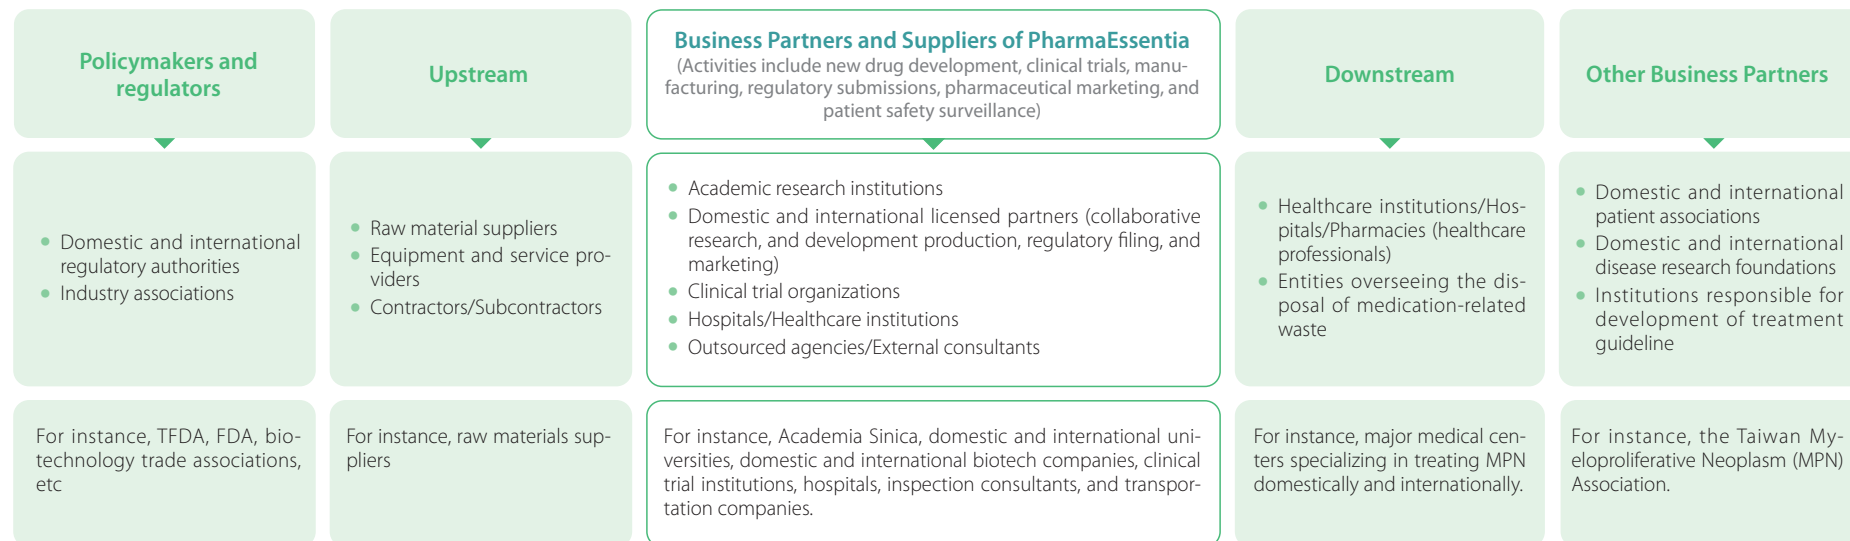 Policymakers and
regulators
Upstream
Business Partners and Suppliers of PharmaEssentia
(Activities include new drug development, clinical trials, manu-
facturing, regulatory submissions, pharmaceutical marketing, and
patient safety surveillance)
Downstream
Other Business Partners
• Domestic and international
regulatory authorities
• Industry associations
• Raw material suppliers
• Equipment and service pro-
viders
• Contractors/Subcontractors
• Academic research institutions
• Domestic and international licensed partners (collaborative
research, and development production, regulatory filing, and
marketing)
• Clinical trial organizations
• Hospitals/Healthcare institutions
• Outsourced agencies/External consultants
• Healthcare institutions/Hos-
pitals/Pharmacies (healthcare
professionals)
• Entities overseeing the dis-
posal of medication-related
waste
• Domestic and international
patient associations
• Domestic and international
disease research foundations
• Institutions responsible for
development of treatment
guideline
For instance, TFDA, FDA, bio-
technology trade associations,
etc
For instance, raw materials sup-
pliers
For instance, Academia Sinica, domestic and international uni-
versities, domestic and international biotech companies, clinical
trial institutions, hospitals, inspection consultants, and transpor-
tation companies.
For instance, major medical cen-
ters specializing in treating MPN
domestically and internationally.
For instance, the Taiwan My-
eloproliferative Neoplasm (MPN)
Association.